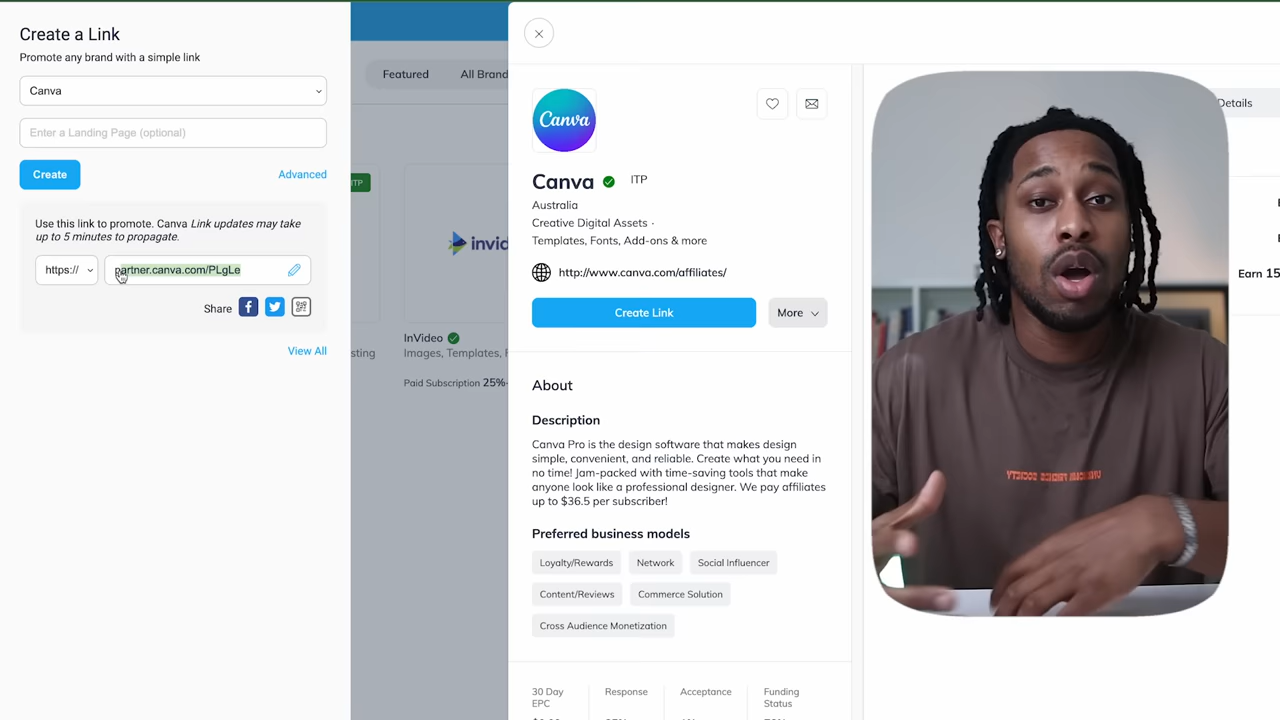 Create a Link
Promote any brand with a simple link
Canva
Enter a Landing Page (optional)
Create
Advanced
Use this link to promote. Canva Link updates may take
up to 5 minutes to propagate.
https://
partner.canva.com/PLgLe
Share
View All
Featured
All Brand
ITP
invid
InVideo
Images, Templates, F
sting
Paid Subscription 25%-
Canva
Canva
ITP
Australia
Creative Digital Assets ·
Templates, Fonts, Add-ons & more
http://www.canva.com/affiliates/
Create Link
More
About
Description
Canva Pro is the design software that makes design
simple, convenient, and reliable. Create what you need in
no time! Jam-packed with time-saving tools that make
anyone look like a professional designer. We pay affiliates
up to $36.5 per subscriber!
Preferred business models
Loyalty/Rewards
Network
Social Influencer
Content/Reviews
Commerce Solution
Cross Audience Monetization
30 Day
EPC
Response
Acceptance
Funding
Status
Details
Earn 15